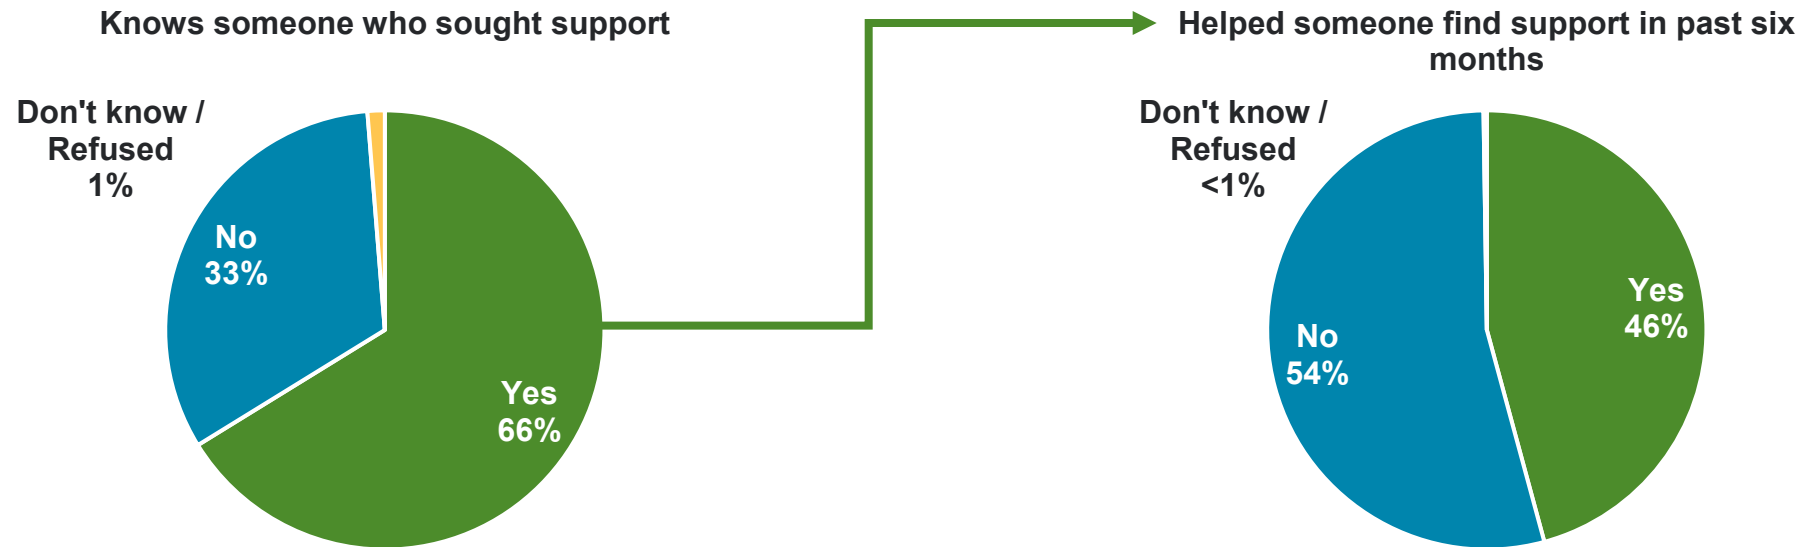 Knows someone who sought support
Don't know /
Refused
1%
No
33%
Yes
66%
Helped someone find support in past six
months
Don't know /
Refused
<1%
No
54%
Yes
46%